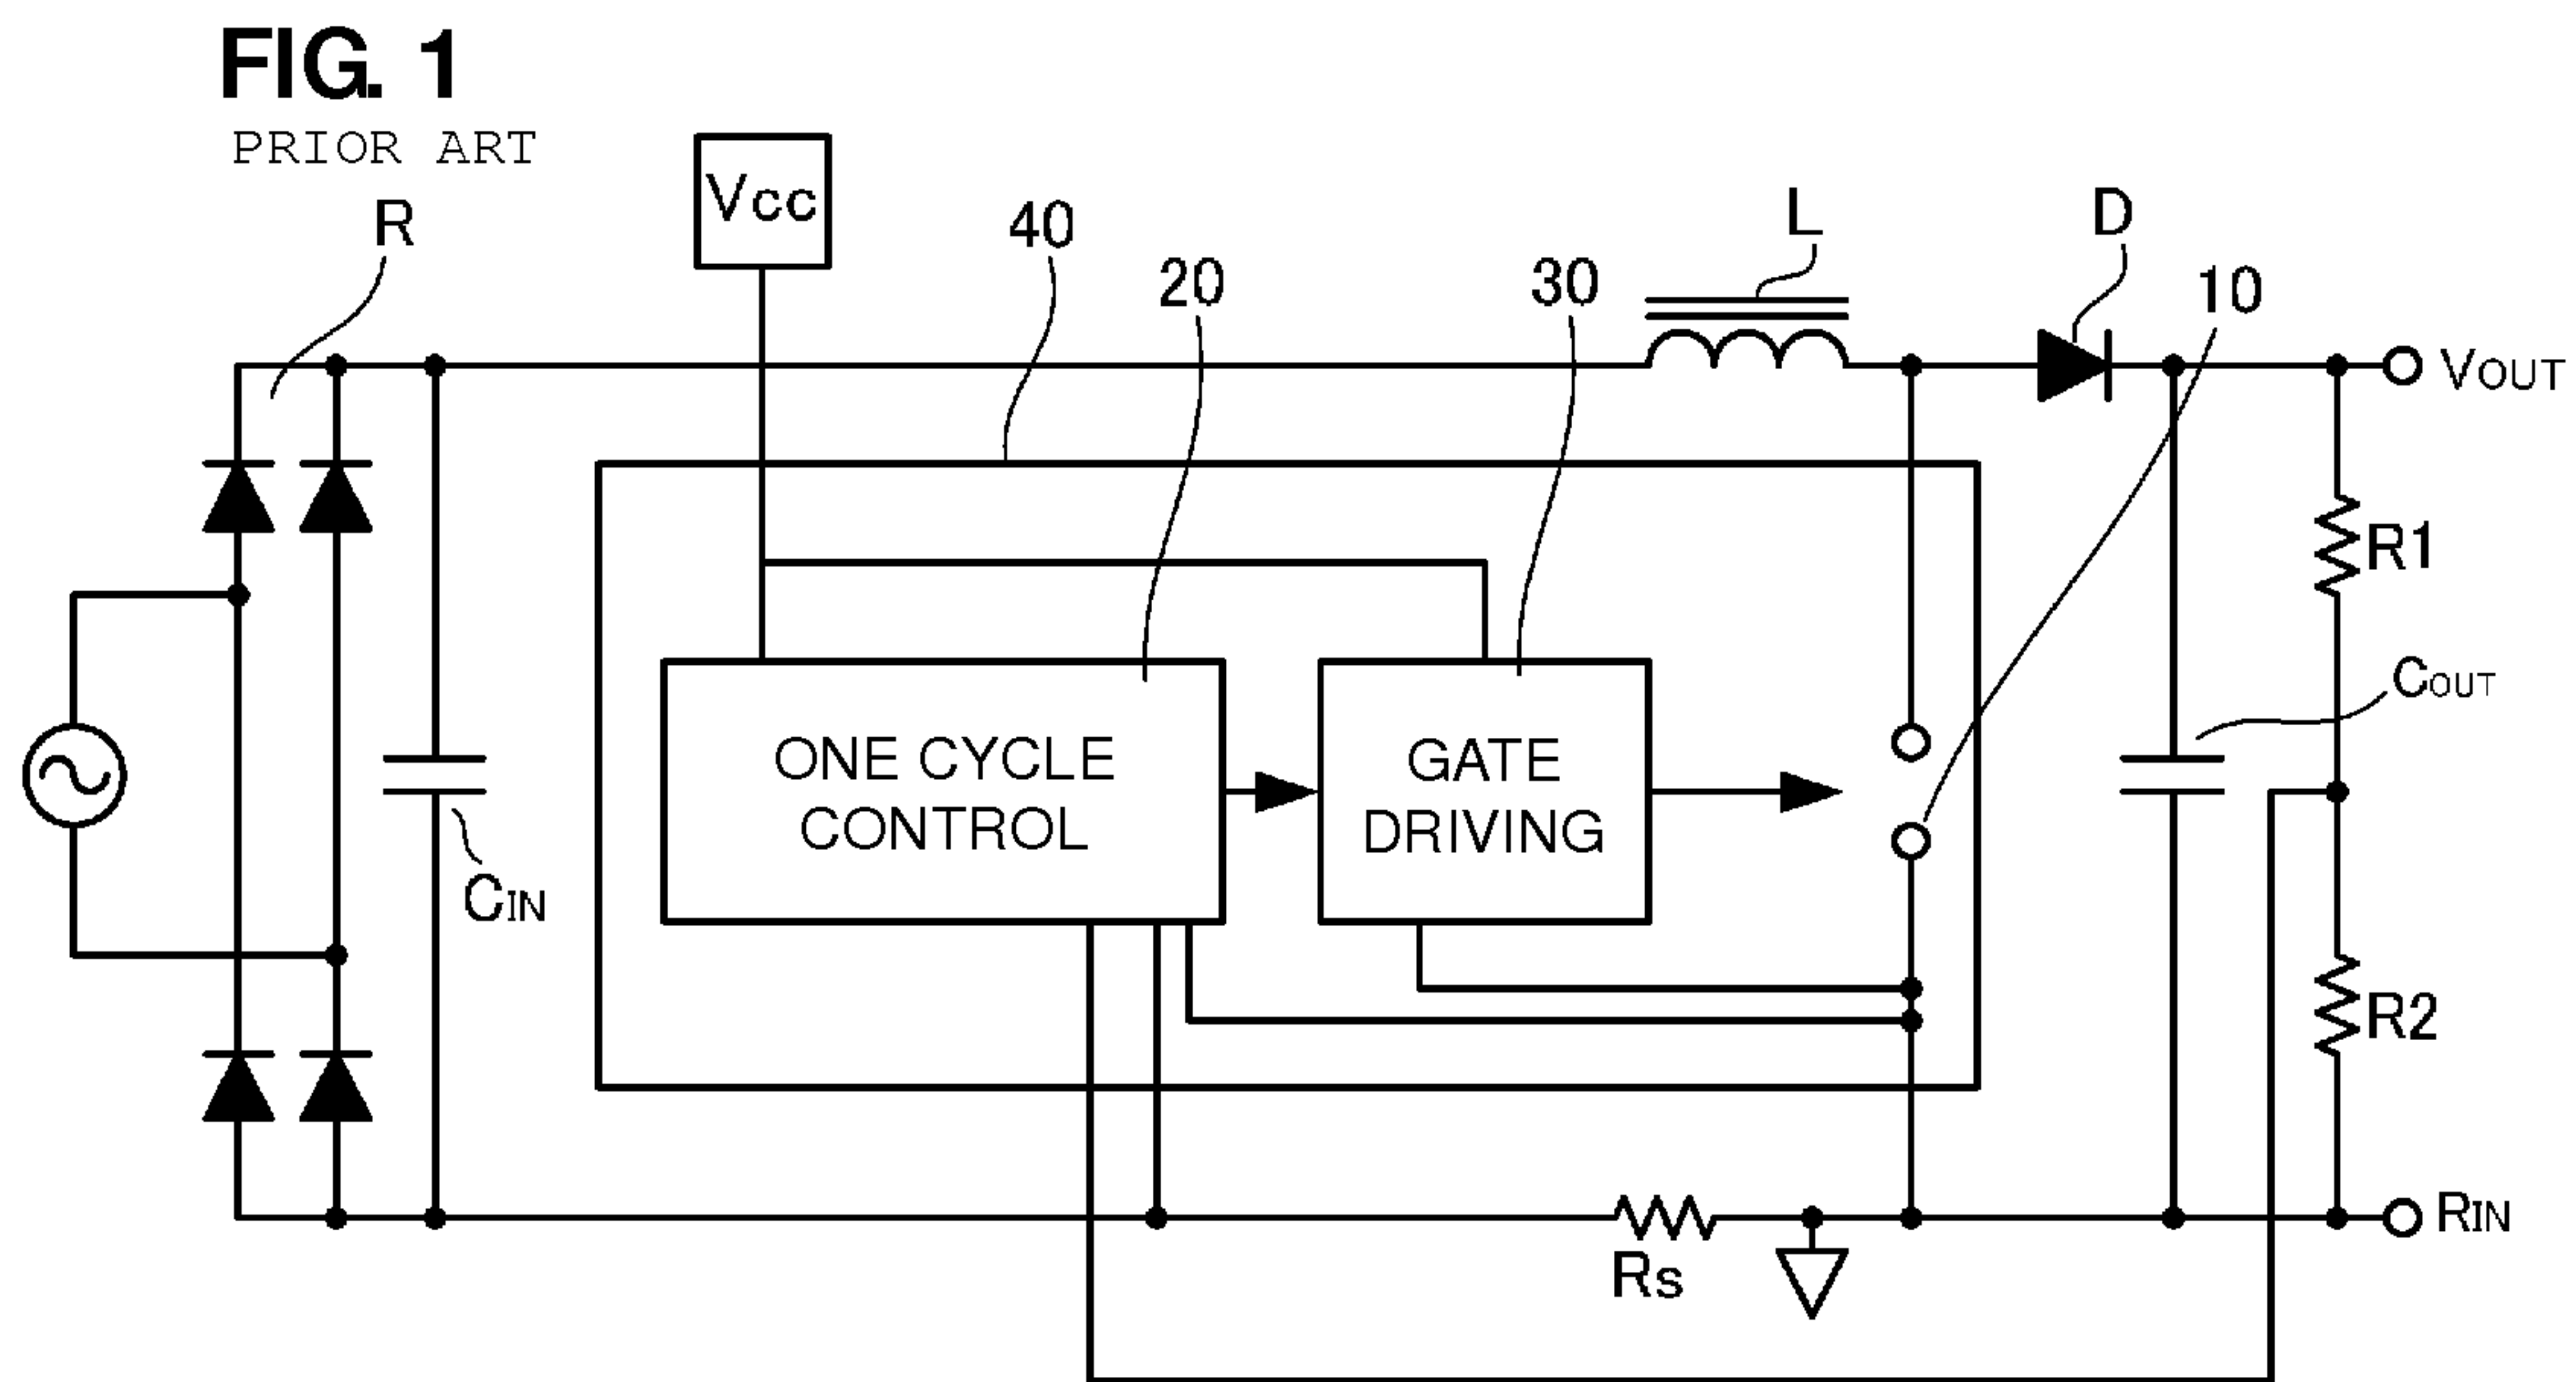 FIG. 1
PRIOR ART
R
Vcc
40
20
30
L
D
10
VOUT
R1
COUT
ONE CYCLE
CONTROL
GATE
DRIVING
CIN
R2
RIN
Rs